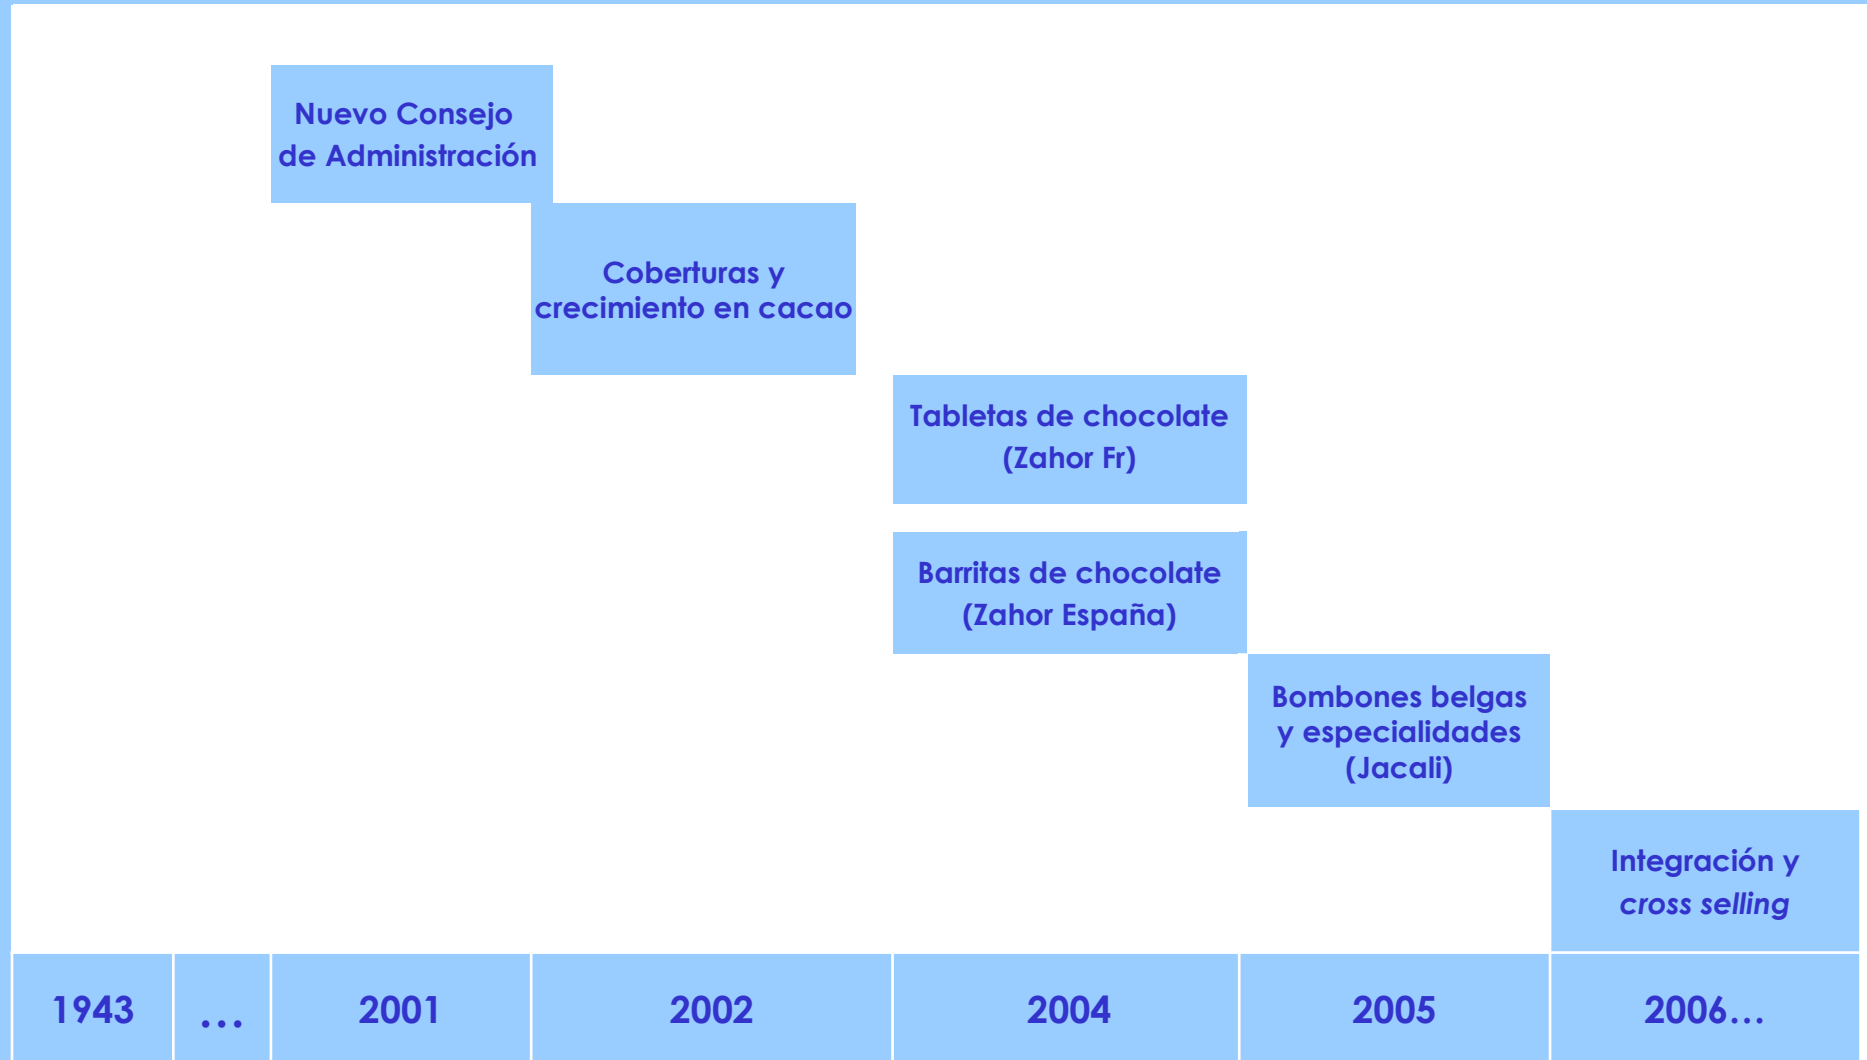 Nuevo Consejo
de Administración
Coberturas y
crecimiento en cacao
Tabletas de chocolate
(Zahor Fr)
Barritas de chocolate
(Zahor España)
Bombones belgas
y especialidades
(Jacali)
Integración y
cross selling
1943 ... 2001 2002 2004 2005 2006...